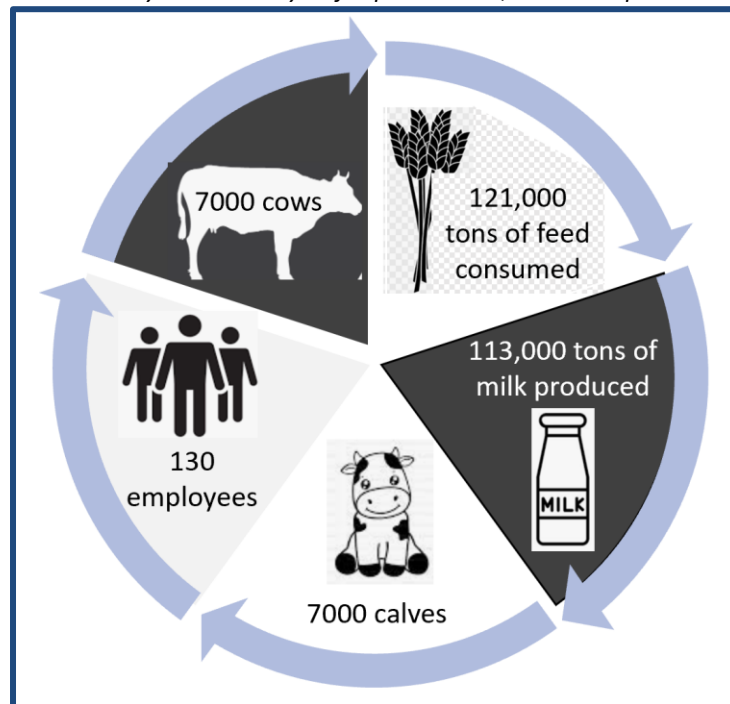 7000 cows
121,000
tons of feed
consumed
113,000 tons of
milk produced
MILK
7000 calves
130
employees